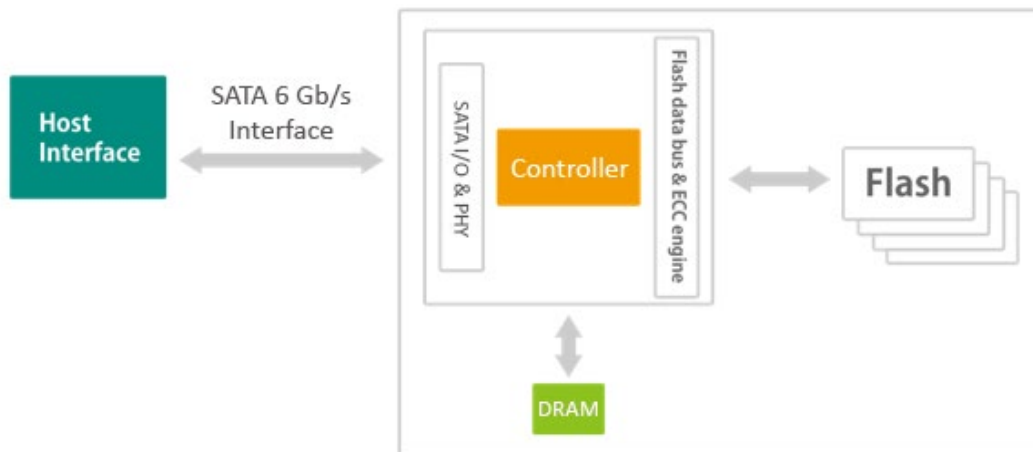 Host
Interface
SATA 6 Gb/s
Interface
SATA I/O & PHY
Controller
Flash data bus & ECC engine
Flash
DRAM